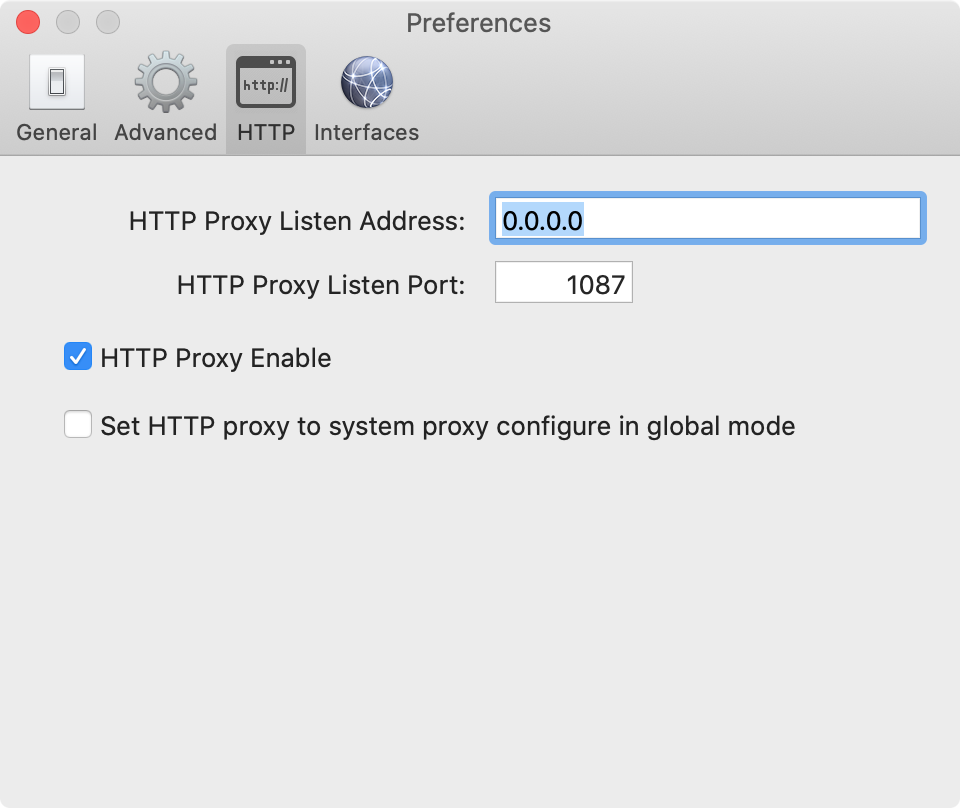 Preferences
http://
General Advanced HTTP Interfaces
HTTP Proxy Listen Address: 0.0.0.0
HTTP Proxy Listen Port: 1087
HTTP Proxy Enable
Set HTTP proxy to system proxy configure in global mode